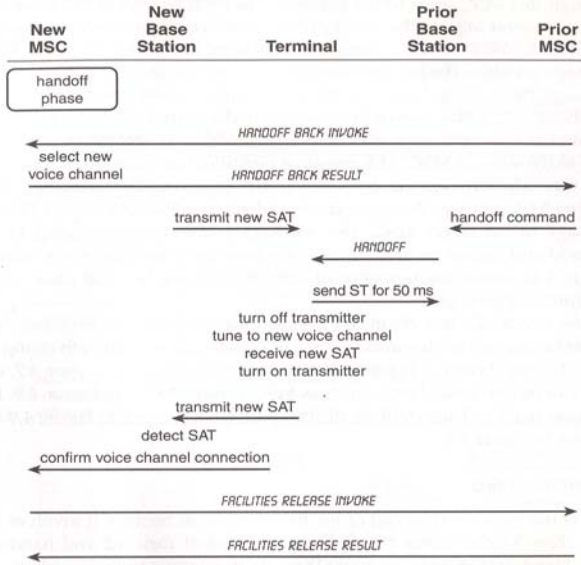 New MSC
New Base Station
Terminal
Prior Base Station
Prior MSC
handoff
phase
HANDOFF BACK INVOKE
select new
voice channel
HANDOFF BACK RESULT
transmit new SAT
handoff command
HANDOFF
send ST for 50 ms
turn off transmitter
tune to new voice channel
receive new SAT
turn on transmitter
transmit new SAT
detect SAT
confirm voice channel connection
FACILITIES RELEASE INVOKE
FACILITIES RELEASE RESULT